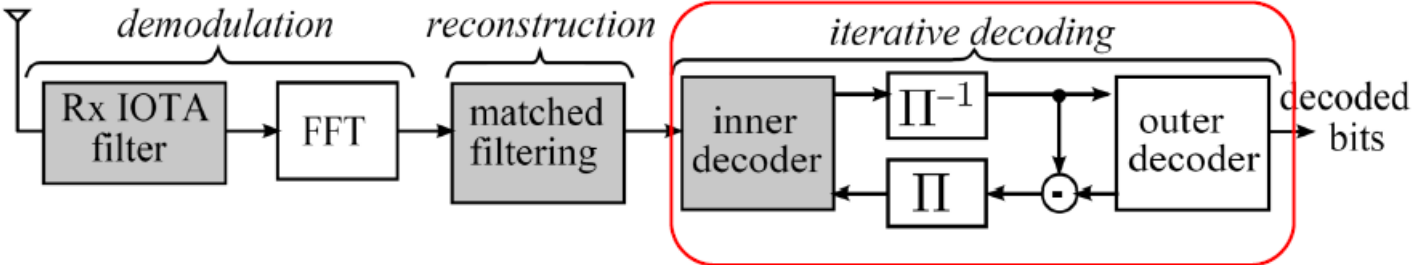 demodulation
reconstruction
iterative decoding
Rx IOTA
filter
FFT
matched
filtering
inner
decoder
Π⁻¹
Π
-
outer
decoder
decoded
bits